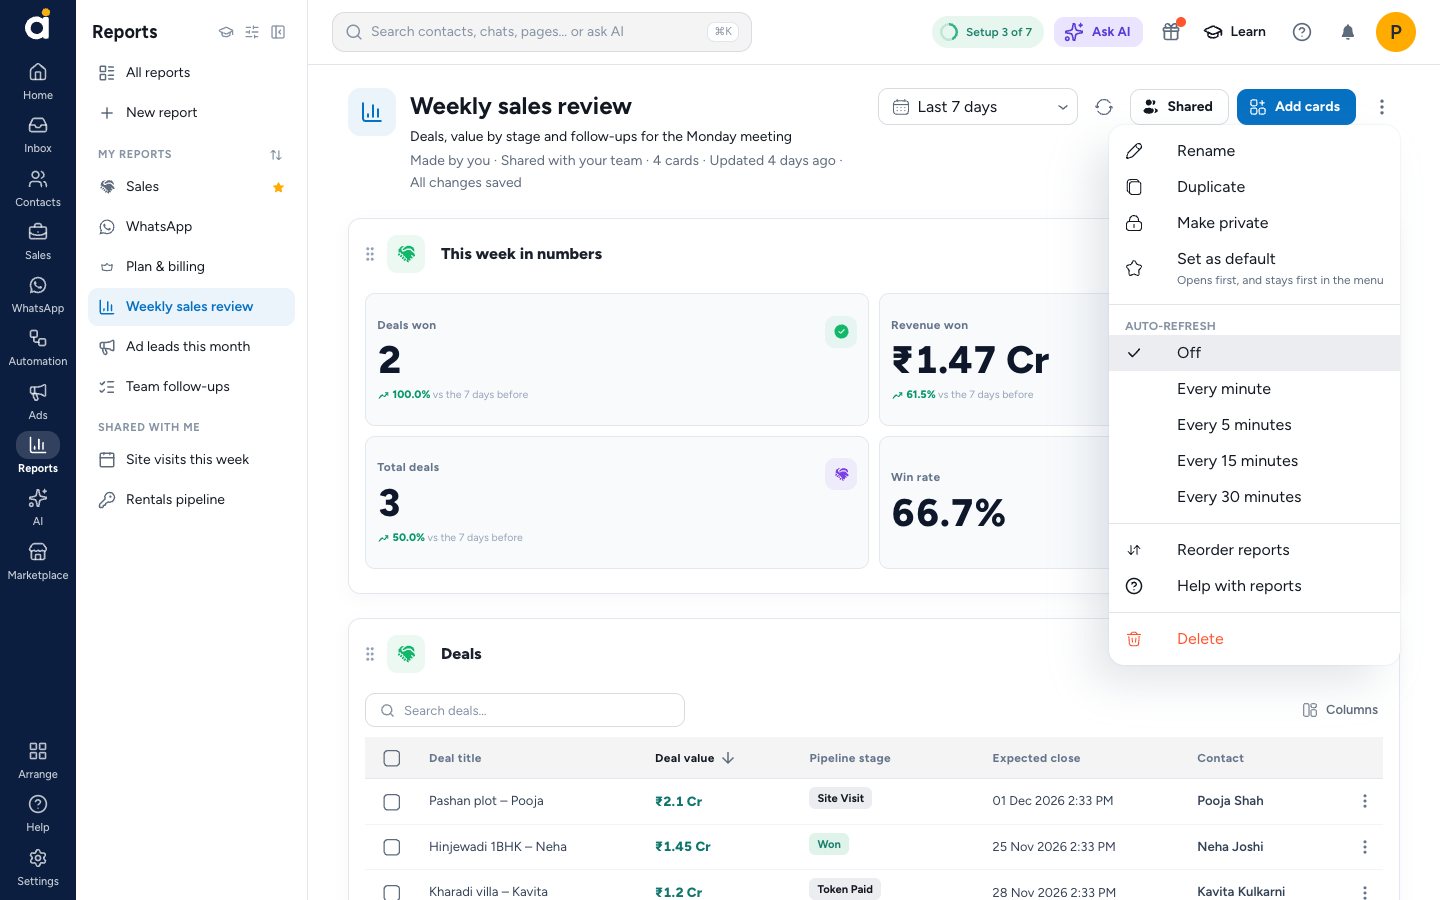 Reports
Search contacts, chats, pages... or ask AI
⌘K
Setup 3 of 7
Ask AI
Learn
P
Home
Inbox
Contacts
Sales
WhatsApp
Automation
Ads
Reports
AI
Marketplace
Arrange
Help
Settings
All reports
New report
MY REPORTS
Sales
WhatsApp
Plan & billing
Weekly sales review
Ad leads this month
Team follow-ups
SHARED WITH ME
Site visits this week
Rentals pipeline
Weekly sales review
Deals, value by stage and follow-ups for the Monday meeting
Made by you · Shared with your team · 4 cards · Updated 4 days ago ·
All changes saved
Last 7 days
Shared
Add cards
Rename
Duplicate
Make private
Set as default
Opens first, and stays first in the menu
AUTO-REFRESH
Off
Every minute
Every 5 minutes
Every 15 minutes
Every 30 minutes
Reorder reports
Help with reports
Delete
This week in numbers
Deals won
2
100.0% vs the 7 days before
Revenue won
₹1.47 Cr
61.5% vs the 7 days before
Total deals
3
50.0% vs the 7 days before
Win rate
66.7%
Deals
Search deals...
Columns
Deal title Deal value Pipeline stage Expected close Contact
Pashan plot – Pooja ₹2.1 Cr Site Visit 01 Dec 2026 2:33 PM Pooja Shah
Hinjewadi 1BHK – Neha ₹1.45 Cr Won 25 Nov 2026 2:33 PM Neha Joshi
Kharadi villa – Kavita ₹1.2 Cr Token Paid 28 Nov 2026 2:33 PM Kavita Kulkarni